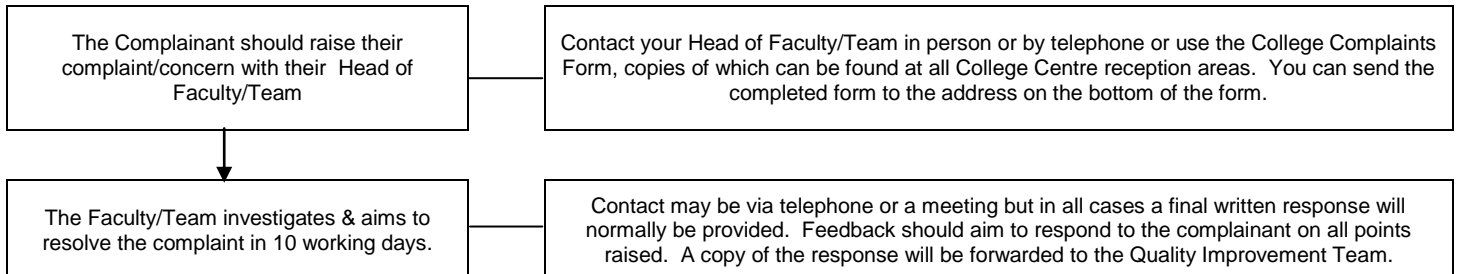 The Complainant should raise their
complaint/concern with their Head of
Faculty/Team
Contact your Head of Faculty/Team in person or by telephone or use the College Complaints
Form, copies of which can be found at all College Centre reception areas. You can send the
completed form to the address on the bottom of the form.
The Faculty/Team investigates & aims to
resolve the complaint in 10 working days.
Contact may be via telephone or a meeting but in all cases a final written response will
normally be provided. Feedback should aim to respond to the complainant on all points
raised. A copy of the response will be forwarded to the Quality Improvement Team.